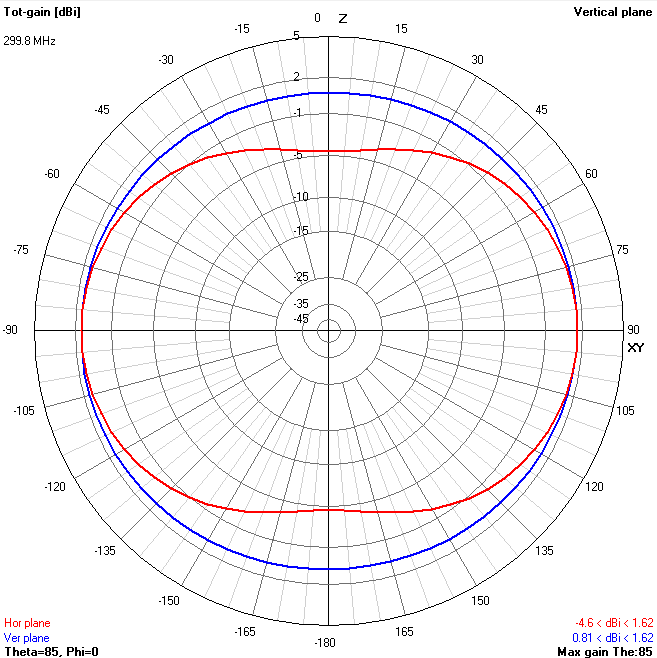 Tot-gain [dBi]
0 Z
Vertical plane
299.8 MHz
-15
5
15
-30
30
2
-45
-1
45
-5
-60
60
-10
-15
-75
75
-25
-35
-45
-90
90
XY
-105
105
-120
120
-135
135
-150
150
-165
165
-180
Hor plane
-4.6 < dBi < 1.62
Ver plane
0.81 < dBi < 1.62
Theta=85, Phi=0
Max gain The:85